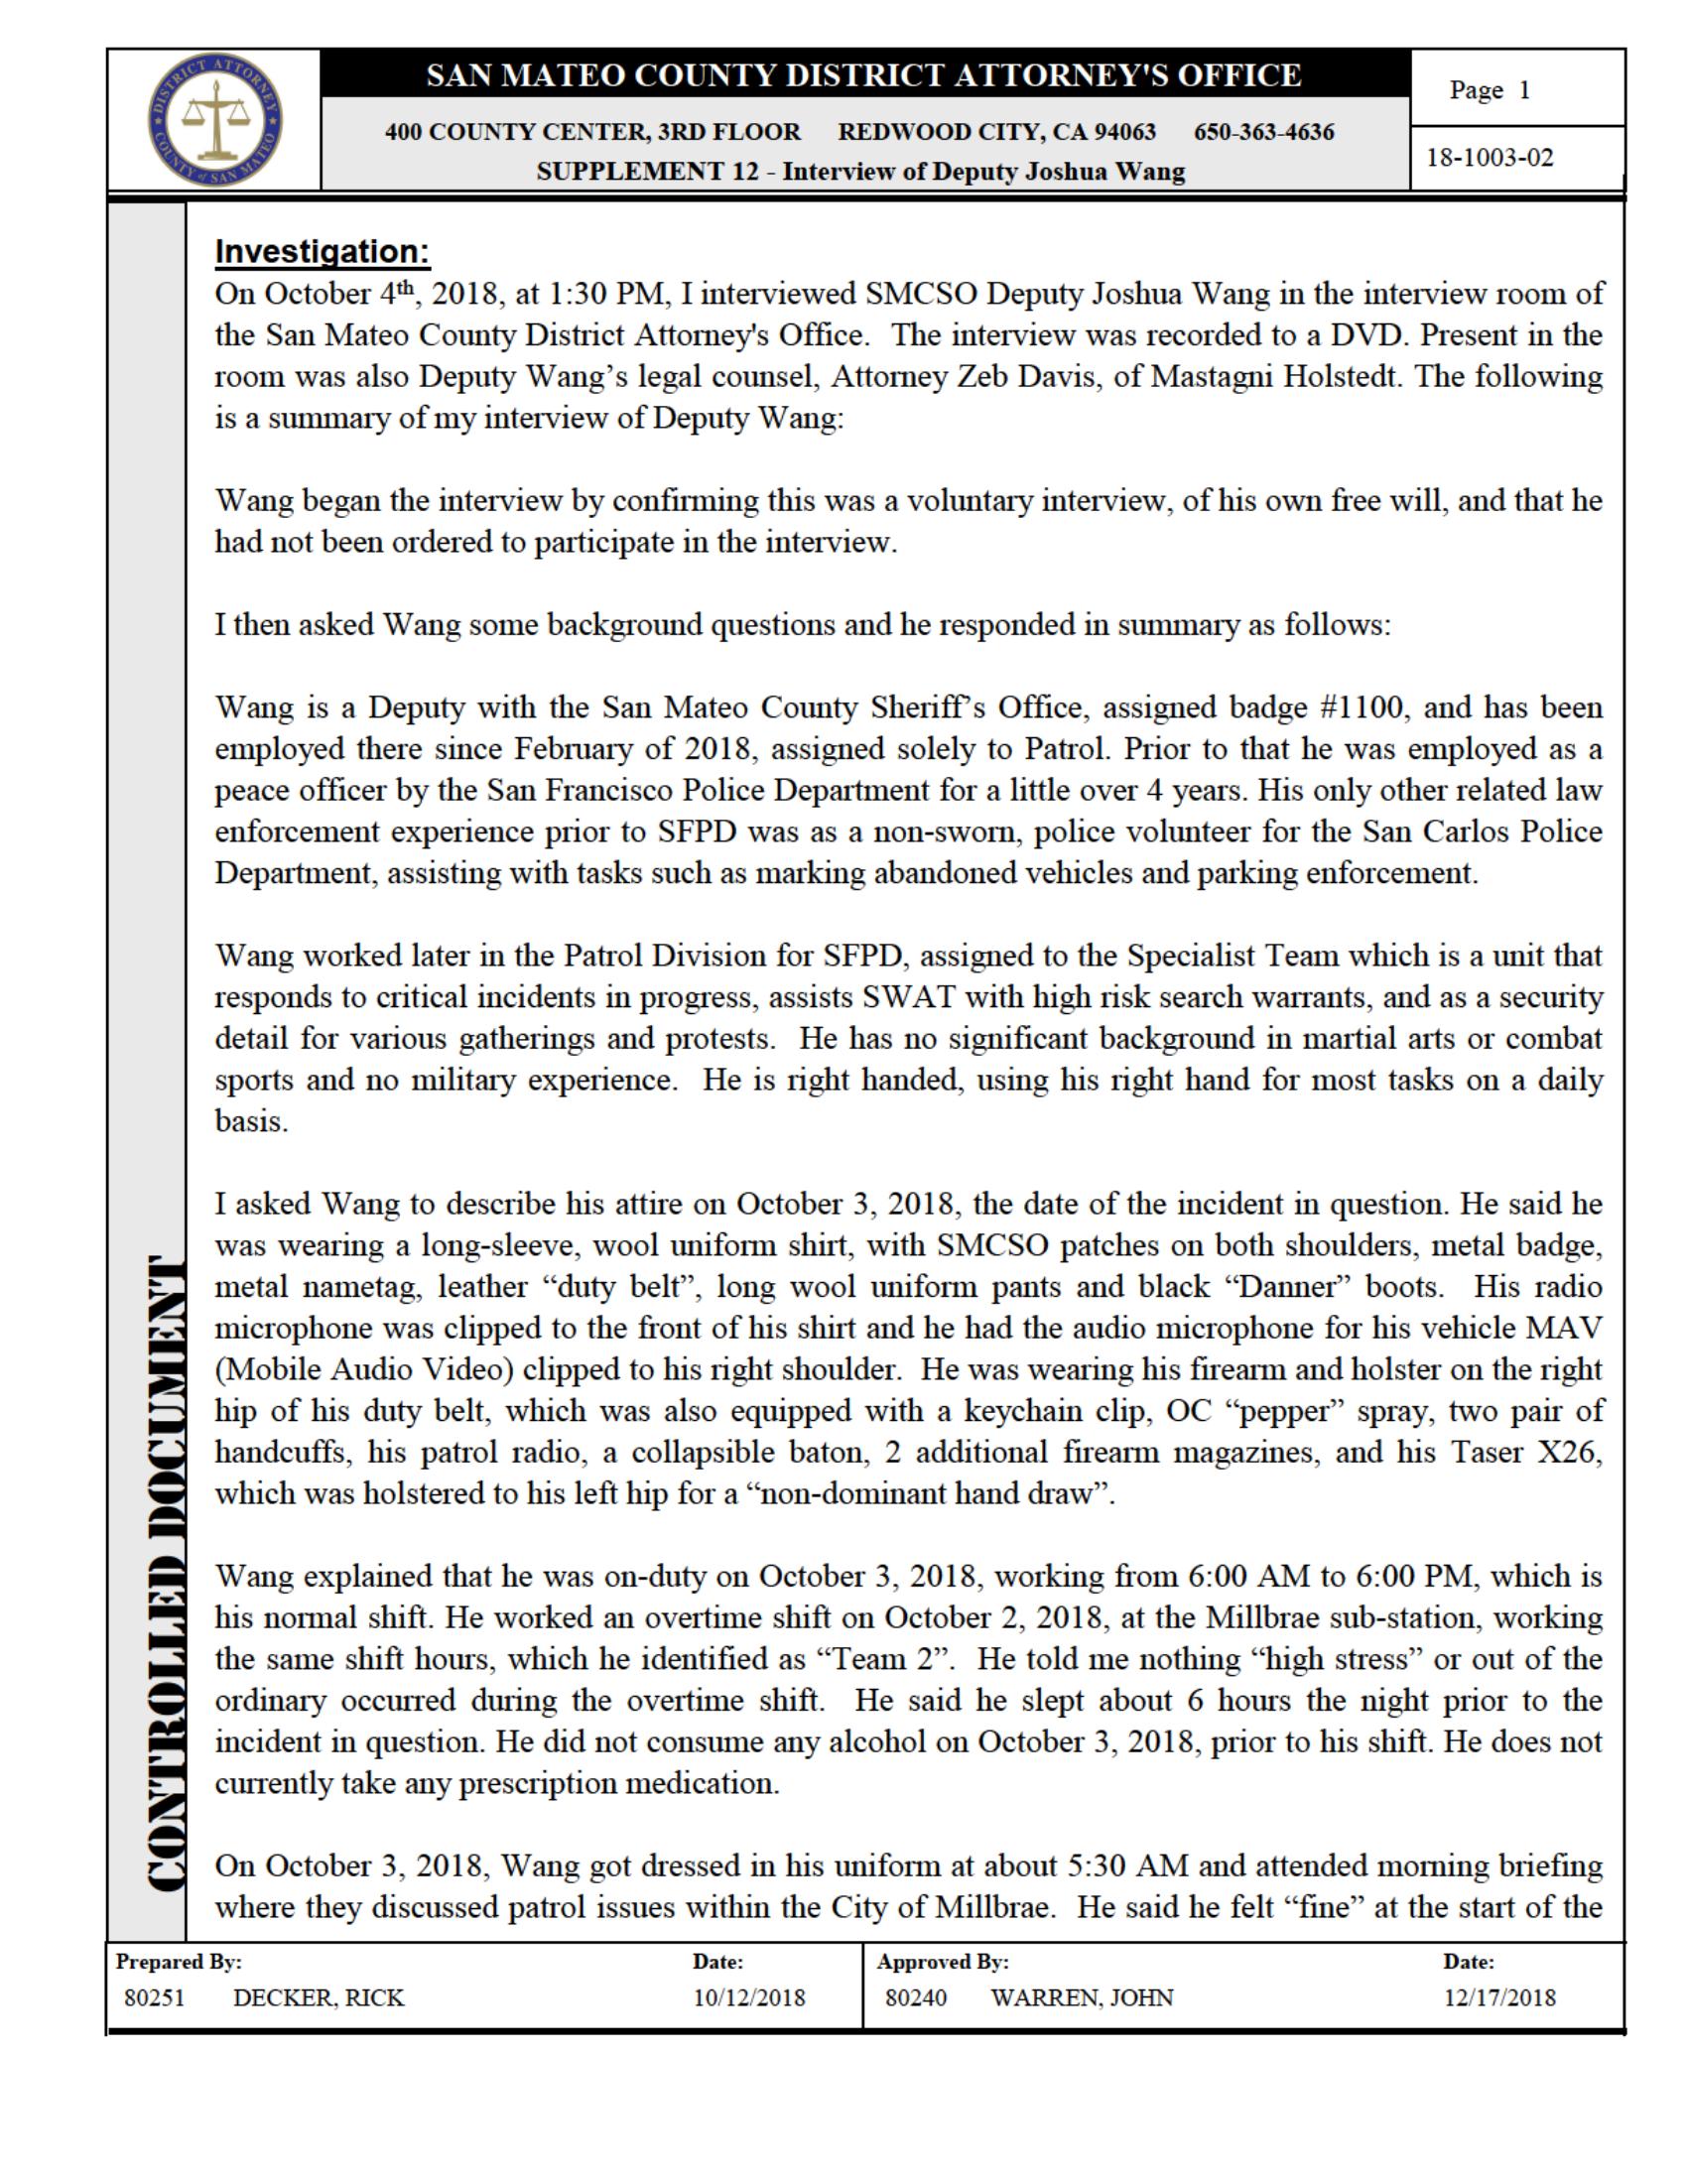 DISTRICT ATTORNEY
COUNTY of SAN MATEO
SAN MATEO COUNTY DISTRICT ATTORNEY'S OFFICE
400 COUNTY CENTER, 3RD FLOOR REDWOOD CITY, CA 94063 650-363-4636
SUPPLEMENT 12 - Interview of Deputy Joshua Wang
Page 1
18-1003-02
Investigation:
On October 4th, 2018, at 1:30 PM, I interviewed SMCSO Deputy Joshua Wang in the interview room of
the San Mateo County District Attorney's Office. The interview was recorded to a DVD. Present in the
room was also Deputy Wang’s legal counsel, Attorney Zeb Davis, of Mastagni Holstedt. The following
is a summary of my interview of Deputy Wang:
Wang began the interview by confirming this was a voluntary interview, of his own free will, and that he
had not been ordered to participate in the interview.
I then asked Wang some background questions and he responded in summary as follows:
Wang is a Deputy with the San Mateo County Sheriff’s Office, assigned badge #1100, and has been
employed there since February of 2018, assigned solely to Patrol. Prior to that he was employed as a
peace officer by the San Francisco Police Department for a little over 4 years. His only other related law
enforcement experience prior to SFPD was as a non-sworn, police volunteer for the San Carlos Police
Department, assisting with tasks such as marking abandoned vehicles and parking enforcement.
Wang worked later in the Patrol Division for SFPD, assigned to the Specialist Team which is a unit that
responds to critical incidents in progress, assists SWAT with high risk search warrants, and as a security
detail for various gatherings and protests. He has no significant background in martial arts or combat
sports and no military experience. He is right handed, using his right hand for most tasks on a daily
basis.
I asked Wang to describe his attire on October 3, 2018, the date of the incident in question. He said he
was wearing a long-sleeve, wool uniform shirt, with SMCSO patches on both shoulders, metal badge,
metal nametag, leather “duty belt”, long wool uniform pants and black “Danner” boots. His radio
microphone was clipped to the front of his shirt and he had the audio microphone for his vehicle MAV
(Mobile Audio Video) clipped to his right shoulder. He was wearing his firearm and holster on the right
hip of his duty belt, which was also equipped with a keychain clip, OC “pepper” spray, two pair of
handcuffs, his patrol radio, a collapsible baton, 2 additional firearm magazines, and his Taser X26,
which was holstered to his left hip for a “non-dominant hand draw”.
Wang explained that he was on-duty on October 3, 2018, working from 6:00 AM to 6:00 PM, which is
his normal shift. He worked an overtime shift on October 2, 2018, at the Millbrae sub-station, working
the same shift hours, which he identified as “Team 2”. He told me nothing “high stress” or out of the
ordinary occurred during the overtime shift. He said he slept about 6 hours the night prior to the
incident in question. He did not consume any alcohol on October 3, 2018, prior to his shift. He does not
currently take any prescription medication.
On October 3, 2018, Wang got dressed in his uniform at about 5:30 AM and attended morning briefing
where they discussed patrol issues within the City of Millbrae. He said he felt “fine” at the start of the
CONTROLLED DOCUMENT
Prepared By: Date: Approved By: Date:
80251 DECKER, RICK 10/12/2018 80240 WARREN, JOHN 12/17/2018